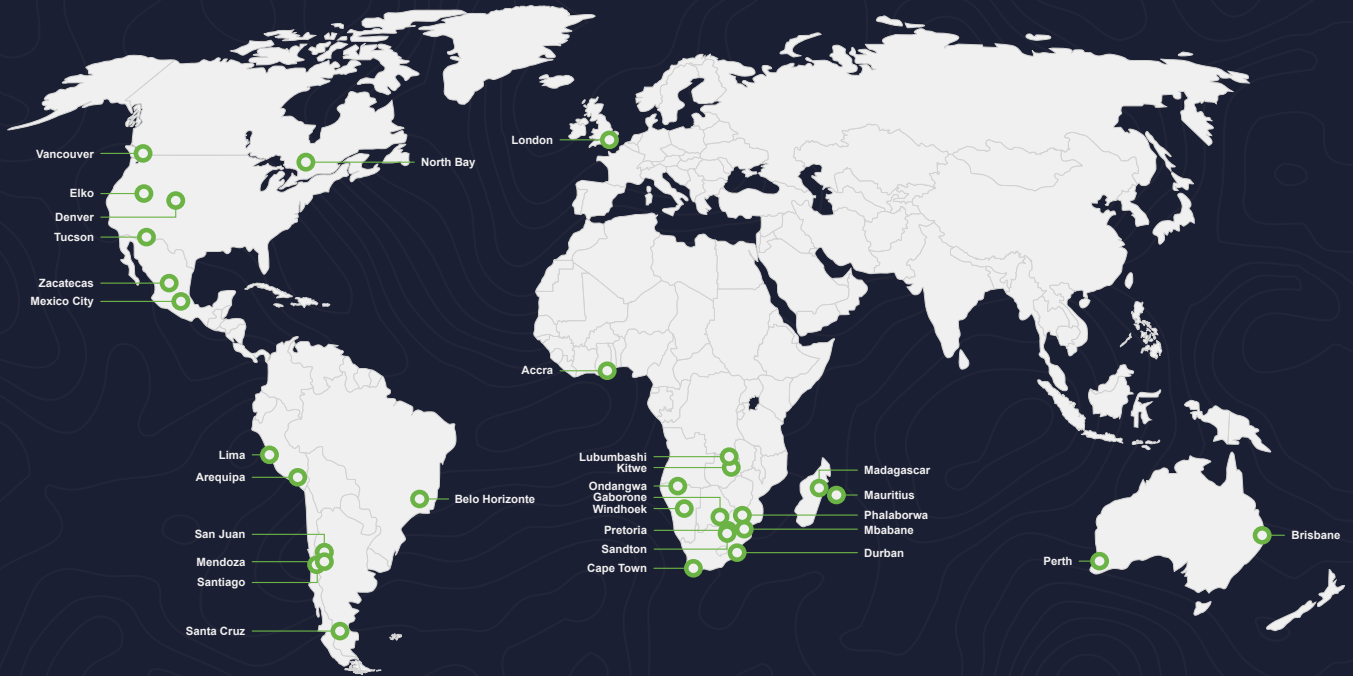 London
Vancouver
North Bay
Elko
Denver
Tucson
Zacatecas
Mexico City
Accra
Lima
Arequipa
Belo Horizonte
San Juan
Mendoza
Santiago
Santa Cruz
Lubumbashi
Kitwe
Ondangwa
Gaborone
Windhoek
Pretoria
Sandton
Cape Town
Madagascar
Mauritius
Phalaborwa
Mbabane
Durban
Perth
Brisbane